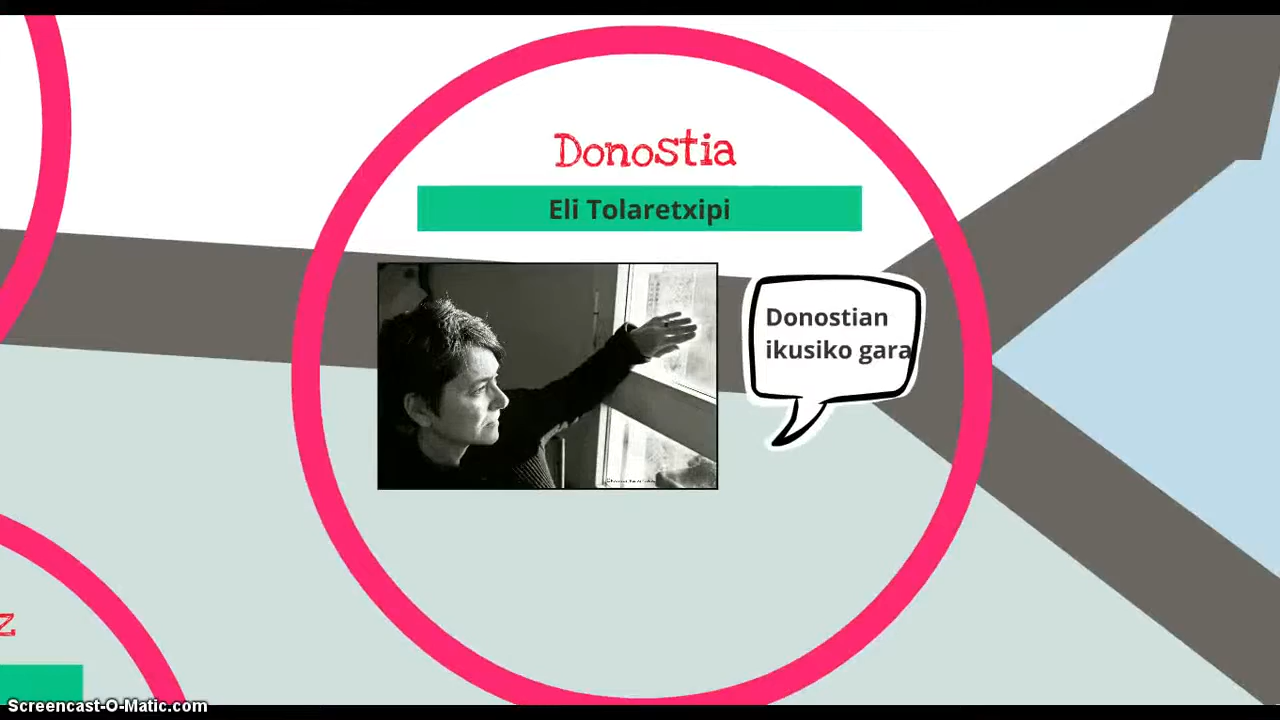 Donostia
Eli Tolaretxipi
Donostian
ikusiko gara
z
Screencast-O-Matic.com